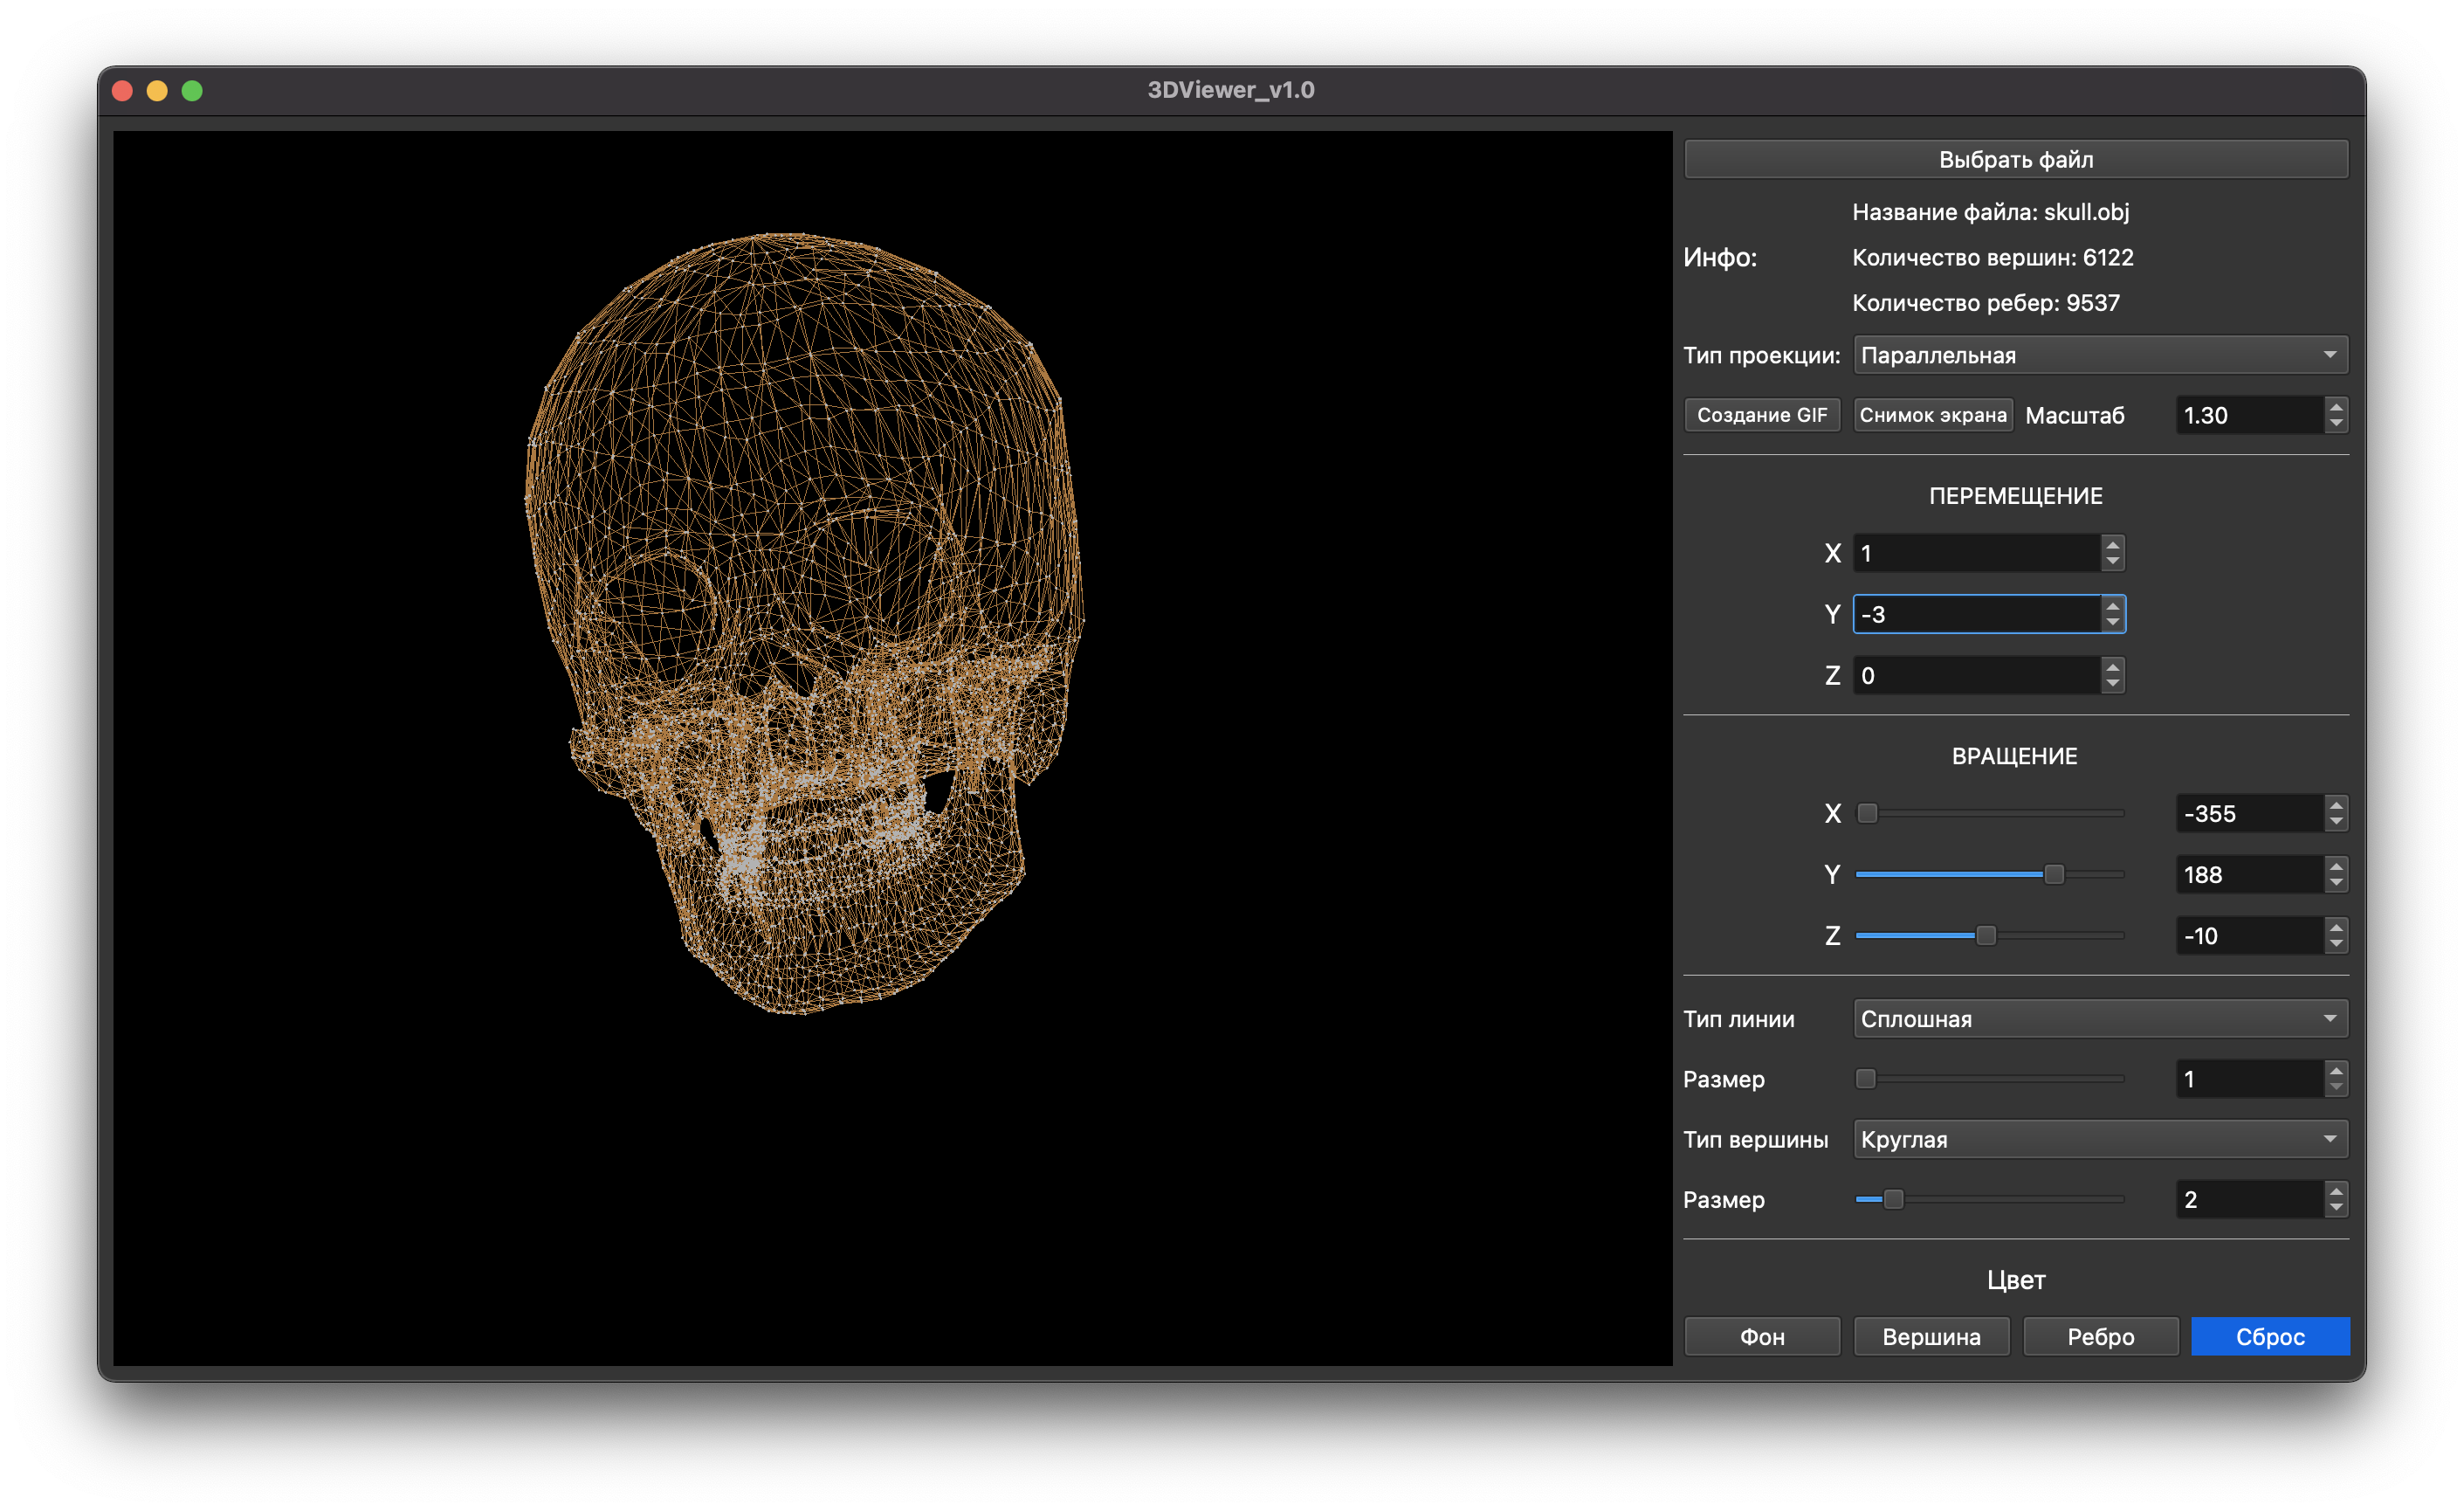 3DViewer_v1.0
Выбрать файл
Инфо:
Название файла: skull.obj
Количество вершин: 6122
Количество ребер: 9537
Тип проекции: Параллельная
Создание GIF Снимок экрана Масштаб 1.30
ПЕРЕМЕЩЕНИЕ
X 1
Y -3
Z 0
ВРАЩЕНИЕ
X -355
Y 188
Z -10
Тип линии Сплошная
Размер 1
Тип вершины Круглая
Размер 2
Цвет
Фон Вершина Ребро Сброс